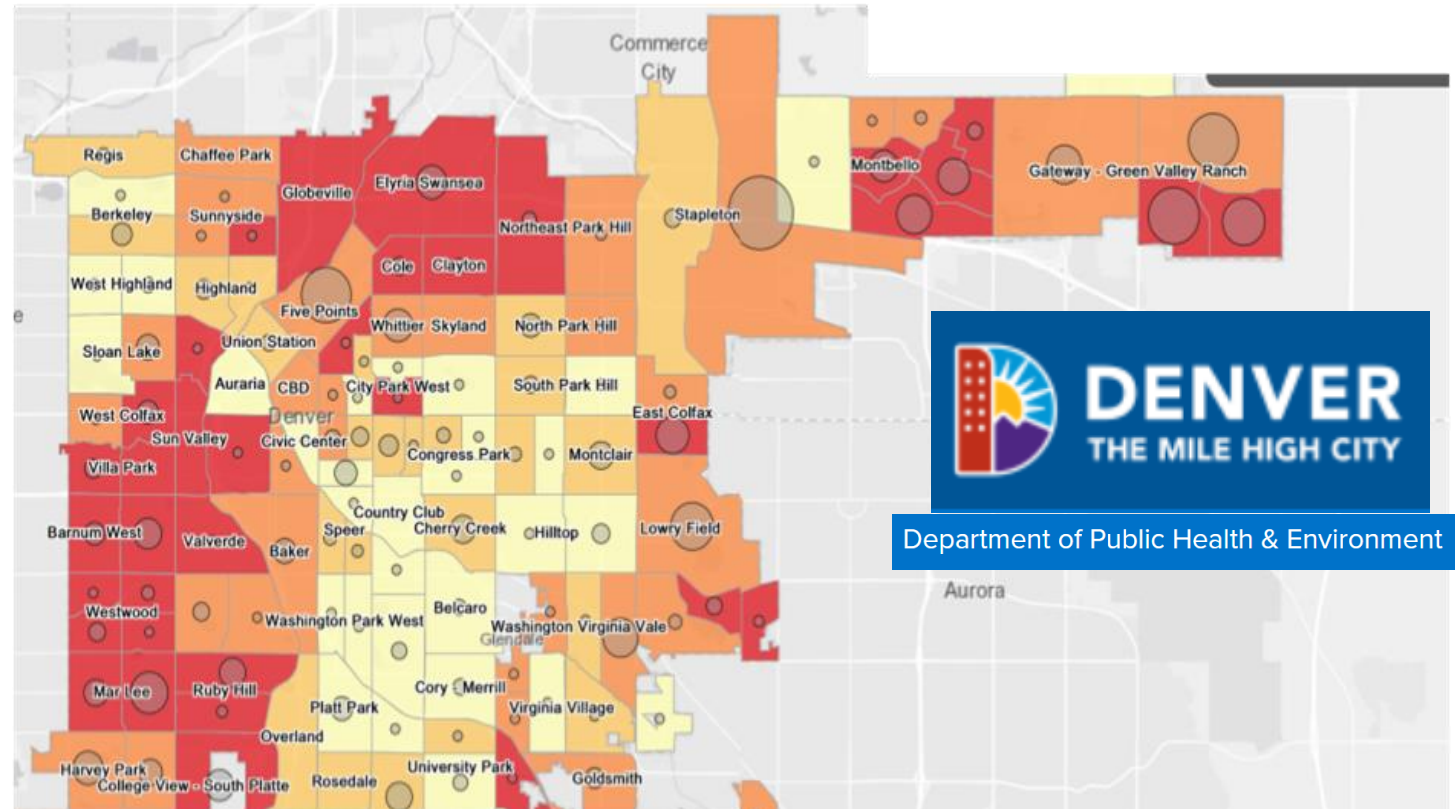 Commerce
City
Regis
Chaffee Park
Globeville
Elyria Swansea
Montbello
Gateway - Green Valley Ranch
Berkeley
Sunnyside
Northeast Park Hill
Stapleton
Cole
Clayton
West Highland
Highland
Five Points
Whittier
Skyland
North Park Hill
Union Station
Sloan Lake
Auraria
CBD
City Park West
South Park Hill
West Colfax
Denver
East Colfax
Sun Valley
Civic Center
Congress Park
Montclair
Villa Park
Country Club
Barnum West
Valverde
Baker
Speer
Cherry Creek
Hilltop
Lowry Field
Westwood
Washington Park West
Belcaro
Washington Virginia Vale
Glendale
Mar Lee
Ruby Hill
Platt Park
Cory - Merrill
Virginia Village
Overland
Harvey Park
College View - South Platte
Rosedale
University Park
Goldsmith
e
Aurora
DENVER
THE MILE HIGH CITY
Department of Public Health & Environment